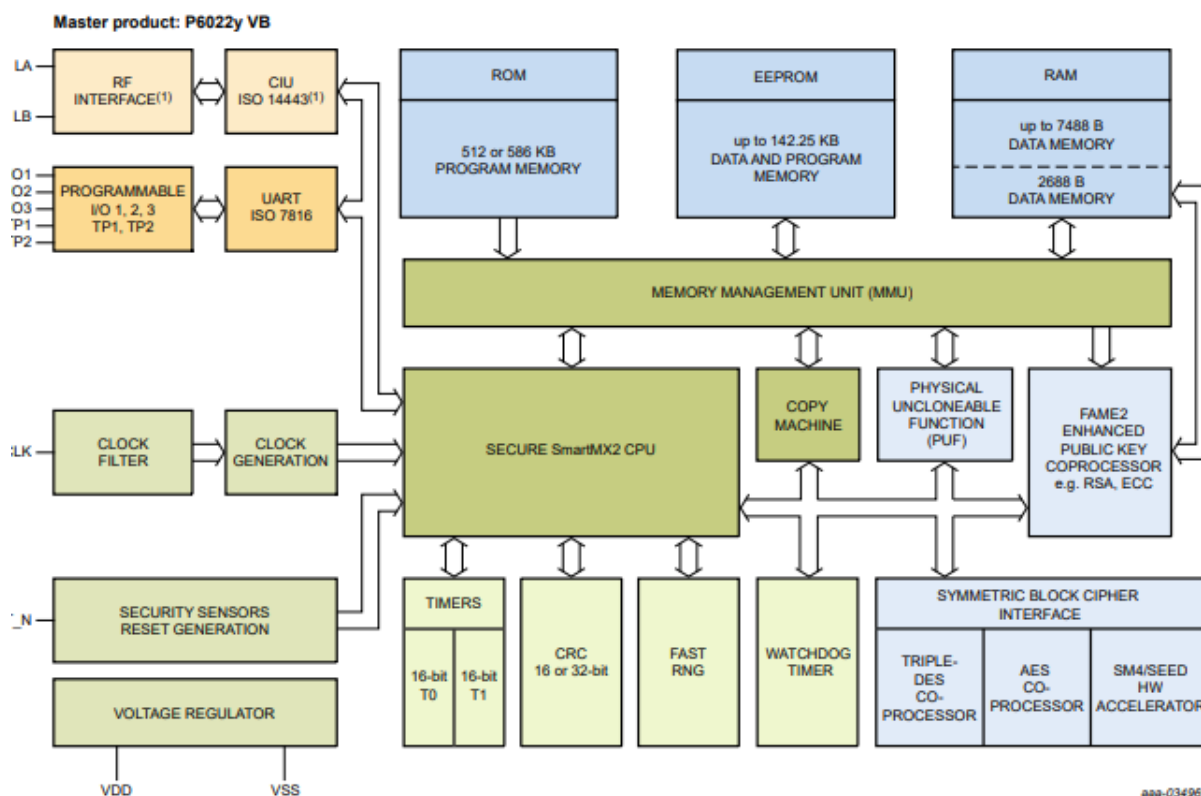 Master product: P6022y VB
LA
LB
RF
INTERFACE(1)
CIU
ISO 14443(1)
ROM
512 or 586 KB
PROGRAM MEMORY
EEPROM
up to 142.25 KB
DATA AND PROGRAM
MEMORY
RAM
up to 7488 B
DATA MEMORY
2688 B
DATA MEMORY
O1
O2
O3
TP1
TP2
PROGRAMMABLE
I/O 1, 2, 3
TP1, TP2
UART
ISO 7816
MEMORY MANAGEMENT UNIT (MMU)
CLK
CLOCK
FILTER
CLOCK
GENERATION
SECURE SmartMX2 CPU
COPY
MACHINE
PHYSICAL
UNCLONEABLE
FUNCTION (PUF)
FAME2
ENHANCED
PUBLIC KEY
COPROCESSOR
e.g. RSA, ECC
T_N
SECURITY SENSORS
RESET GENERATION
VOLTAGE REGULATOR
VDD
VSS
TIMERS
16-bit
T0
16-bit
T1
CRC
16 or 32-bit
FAST
RNG
WATCHDOG
TIMER
SYMMETRIC BLOCK CIPHER
INTERFACE
TRIPLE-
DES
CO-
PROCESSOR
AES
CO-
PROCESSOR
SM4/SEED
HW
ACCELERATOR
aaa-03496